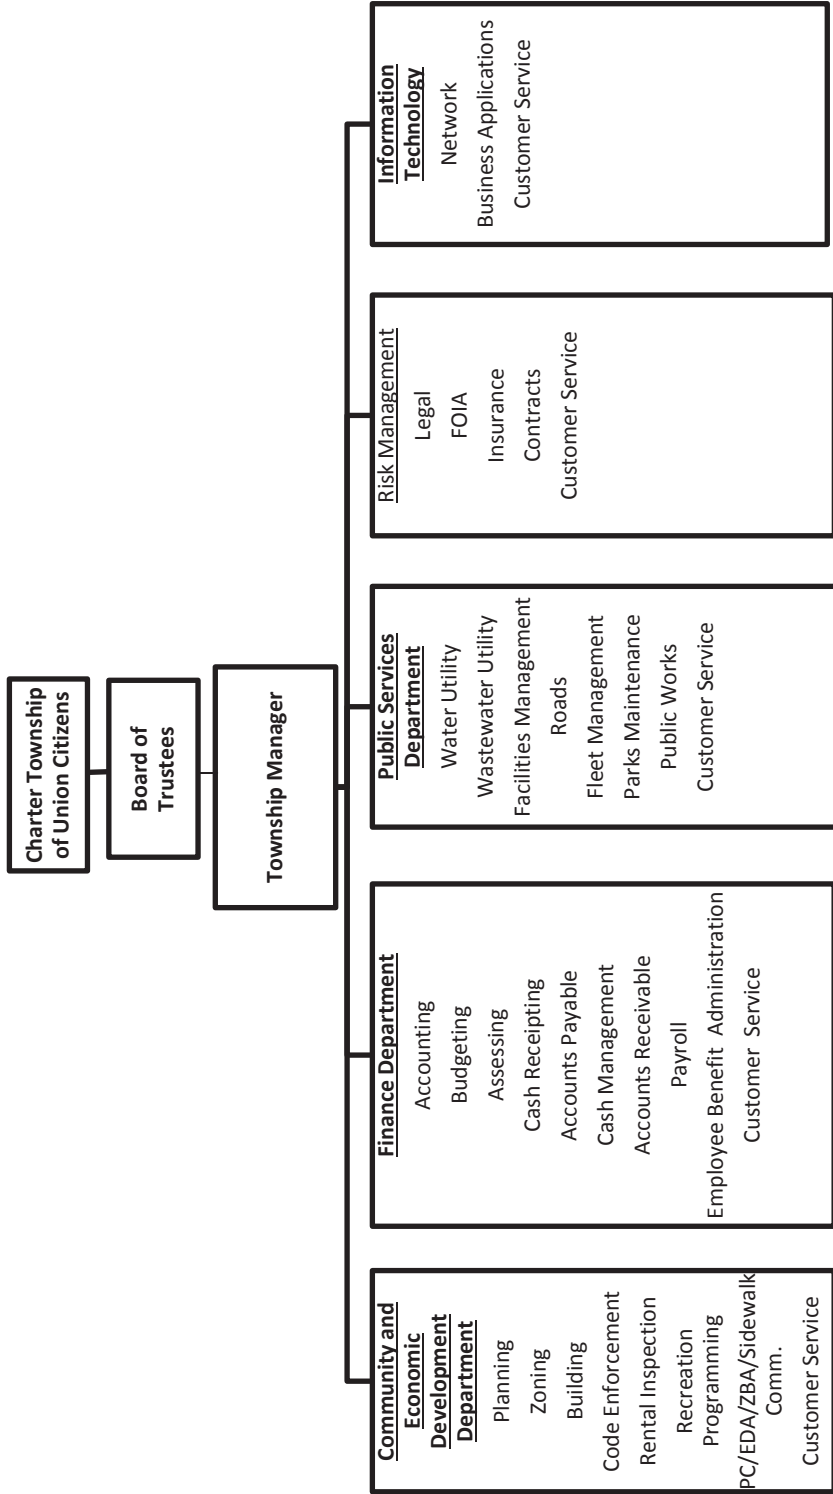 Charter Township
of Union Citizens
Board of
Trustees
Township Manager
Community and
Economic
Development
Department
Planning
Zoning
Building
Code Enforcement
Rental Inspection
Recreation
Programming
PC/EDA/ZBA/Sidewalk
Comm.
Customer Service
Finance Department
Accounting
Budgeting
Assessing
Cash Receipting
Accounts Payable
Cash Management
Accounts Receivable
Payroll
Employee Benefit Administration
Customer Service
Public Services
Department
Water Utility
Wastewater Utility
Facilities Management
Roads
Fleet Management
Parks Maintenance
Public Works
Customer Service
Risk Management
Legal
FOIA
Insurance
Contracts
Customer Service
Information
Technology
Network
Business Applications
Customer Service